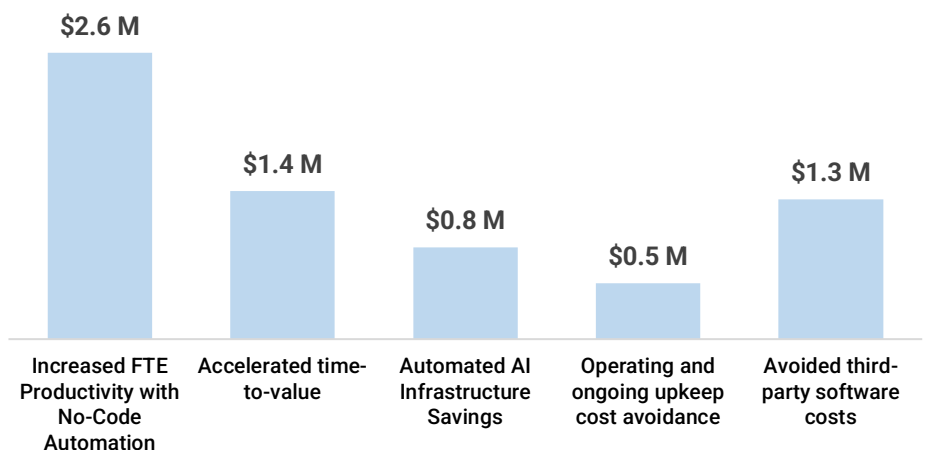 $2.6 M
$1.4 M
$0.8 M
$0.5 M
$1.3 M
Increased FTE
Productivity with
No-Code
Automation
Accelerated time-
to-value
Automated AI
Infrastructure
Savings
Operating and
ongoing upkeep
cost avoidance
Avoided third-
party software
costs